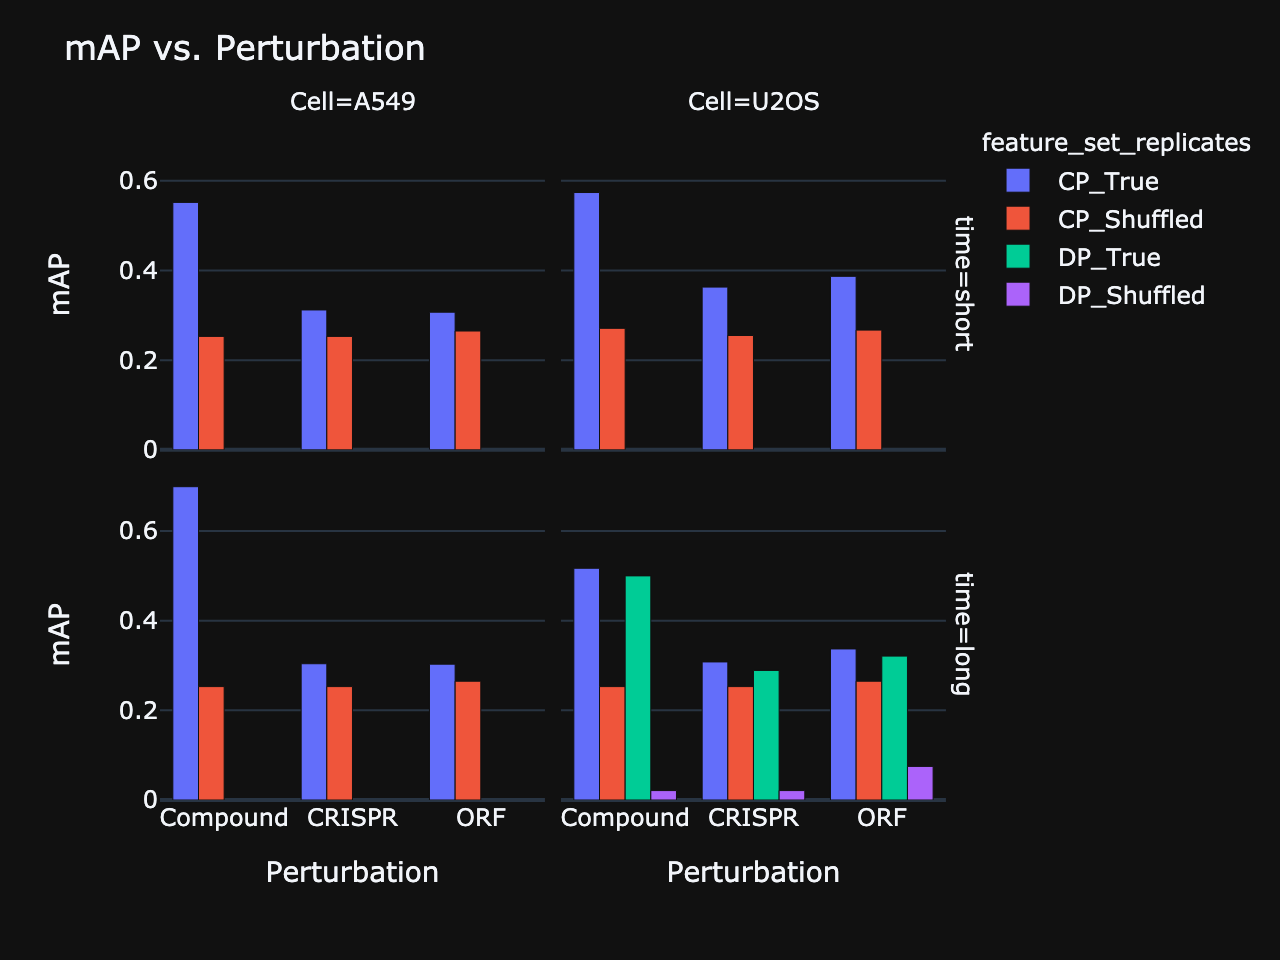 mAP vs. Perturbation
Cell=A549
Cell=U2OS
feature_set_replicates
CP_True
CP_Shuffled
DP_True
DP_Shuffled
mAP
0.6
0.4
0.2
0
time=short
mAP
0.6
0.4
0.2
0
time=long
Compound
CRISPR
ORF
Compound
CRISPR
ORF
Perturbation
Perturbation